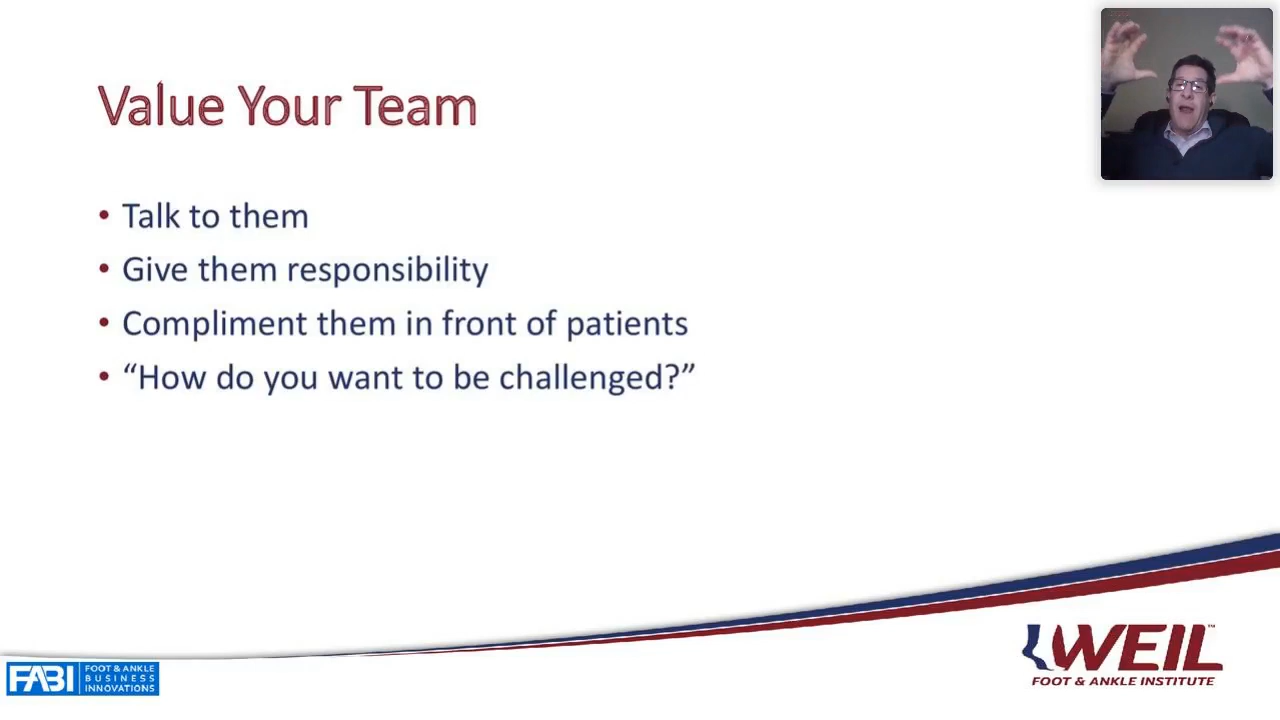 Value Your Team
• Talk to them
• Give them responsibility
• Compliment them in front of patients
• “How do you want to be challenged?”
WEIL™
FOOT & ANKLE INSTITUTE
FABI
FOOT & ANKLE
BUSINESS
INNOVATIONS